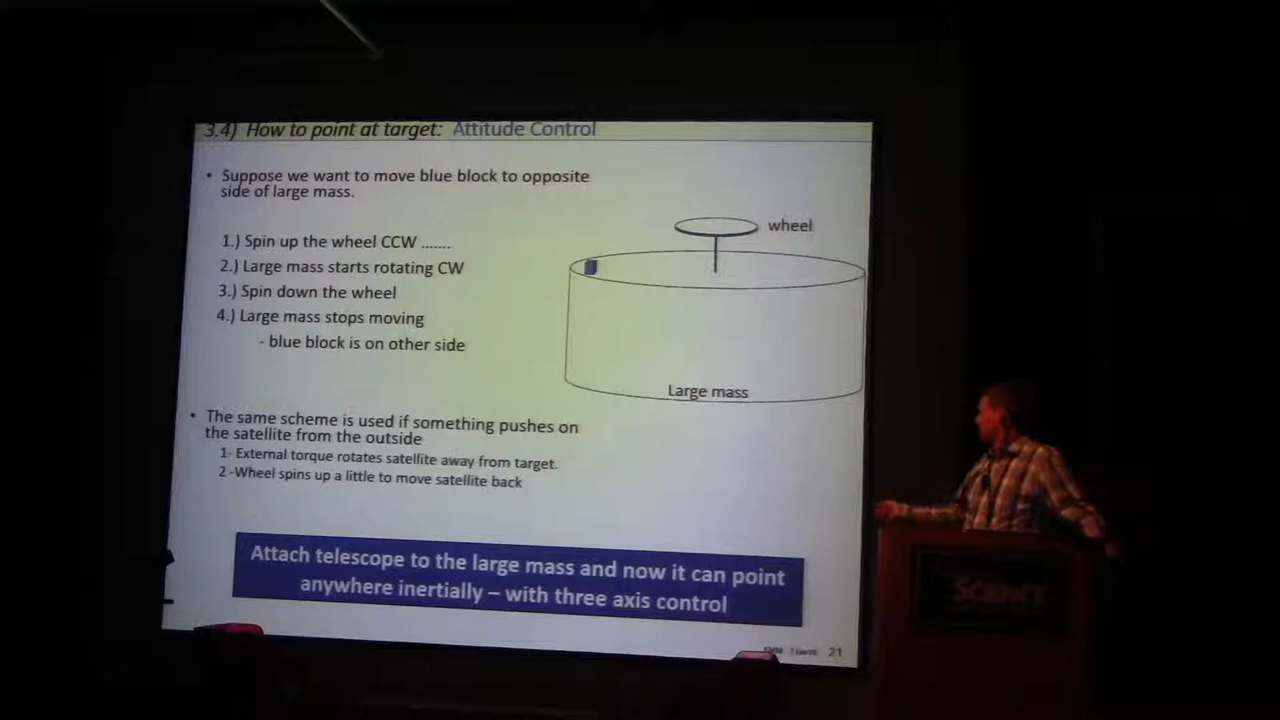 3.4) How to point at target: Attitude Control
• Suppose we want to move blue block to opposite
side of large mass.
1.) Spin up the wheel CCW .......
2.) Large mass starts rotating CW
3.) Spin down the wheel
4.) Large mass stops moving
- blue block is on other side
wheel
Large mass
• The same scheme is used if something pushes on
the satellite from the outside
1- External torque rotates satellite away from target.
2 -Wheel spins up a little to move satellite back
Attach telescope to the large mass and now it can point
anywhere inertially – with three axis control
21
SCIENCE